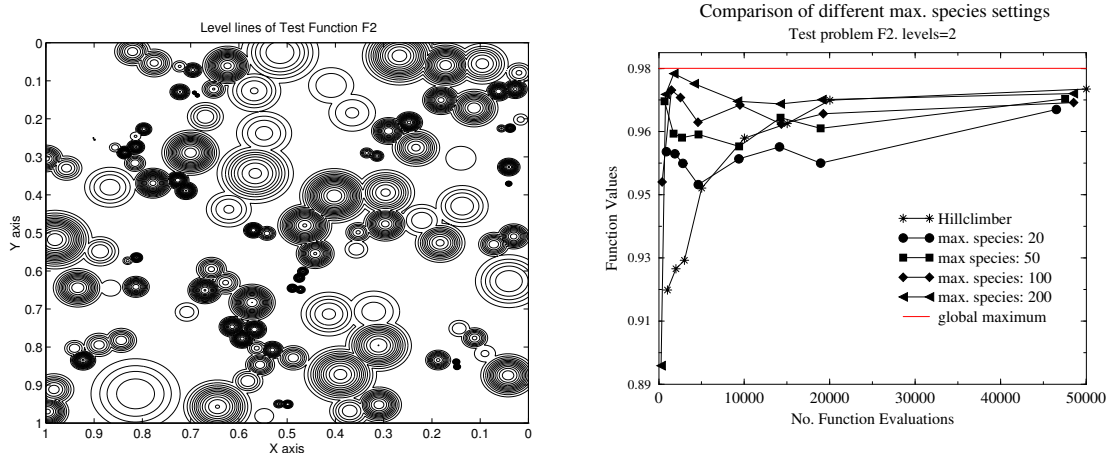 Level lines of Test Function F2
0
0.1
0.2
0.3
0.4
0.5
0.6
0.7
0.8
0.9
1
Y axis
1 0.9 0.8 0.7 0.6 0.5 0.4 0.3 0.2 0.1 0
X axis
Comparison of different max. species settings
Test problem F2. levels=2
0.98
0.96
0.95
0.93
0.91
0.89
Function Values
Hillclimber
max. species: 20
max. species: 50
max. species: 100
max. species: 200
global maximum
0 10000 20000 30000 40000 50000
No. Function Evaluations